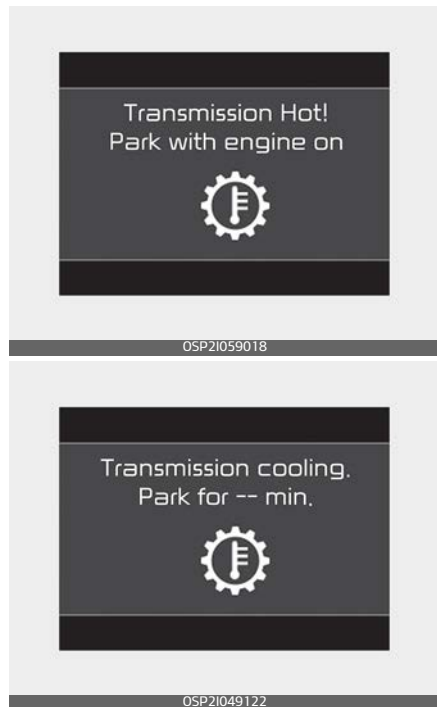 Transmission Hot!
Park with engine on
OSP2I059018
Transmission cooling.
Park for -- min.
OSP2I049122